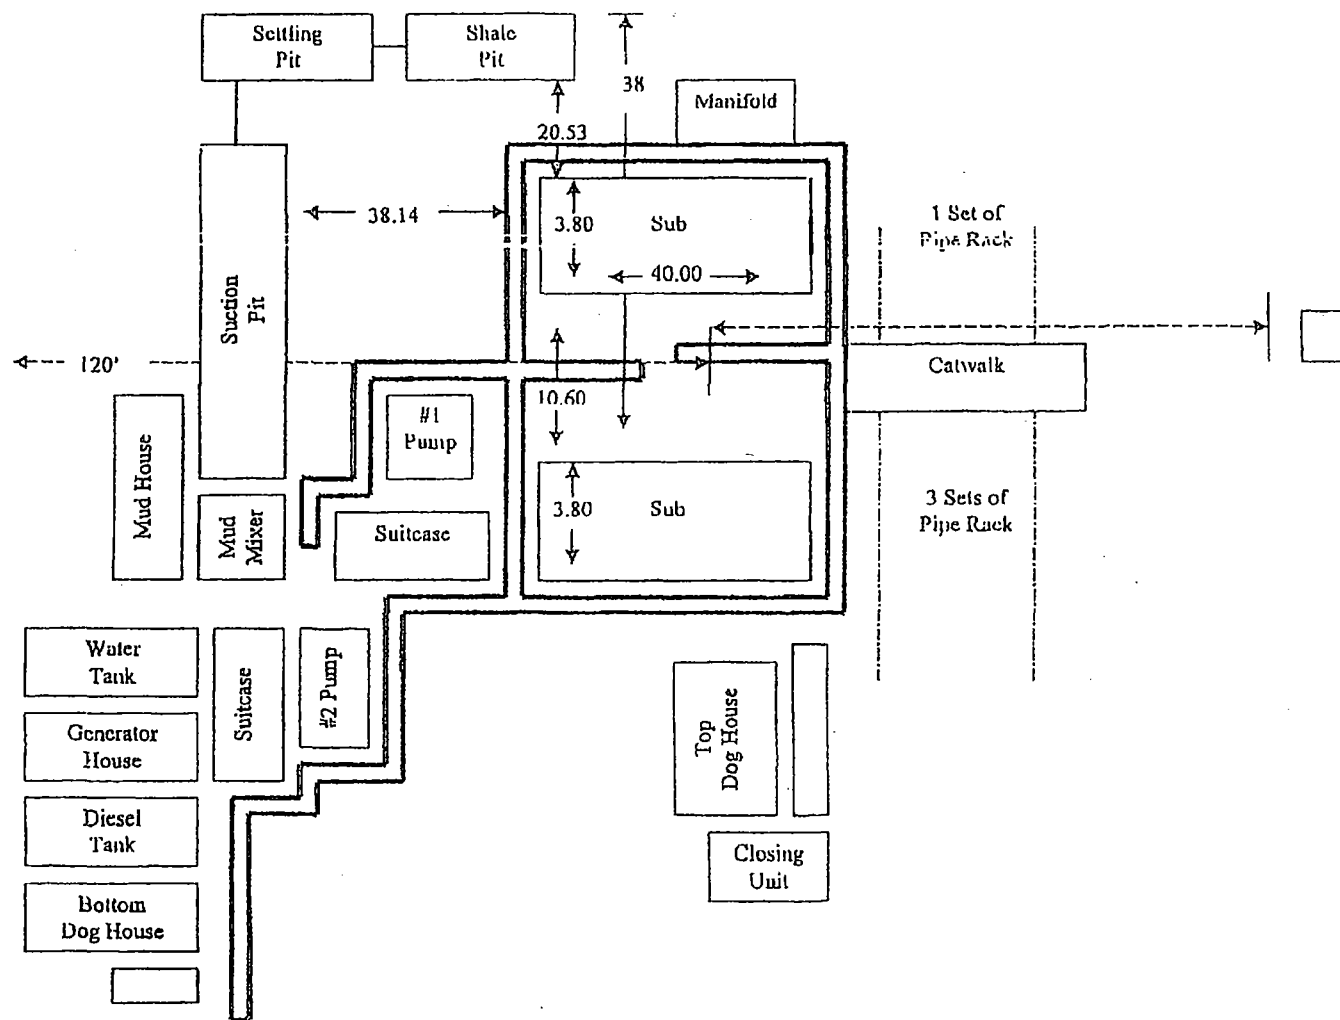 Settling
Pit
Shale
Pit
38
Manifold
20.53
38.14
3.80
Sub
40.00
1 Set of
Pipe Rack
Suction
Pit
120'
Catwalk
10.60
#1
Pump
Mud House
Mud
Mixer
Suitcase
3.80
Sub
3 Sets of
Pipe Rack
Water
Tank
Suitcase
#2 Pump
Generator
House
Top
Dog House
Diesel
Tank
Closing
Unit
Bottom
Dog House